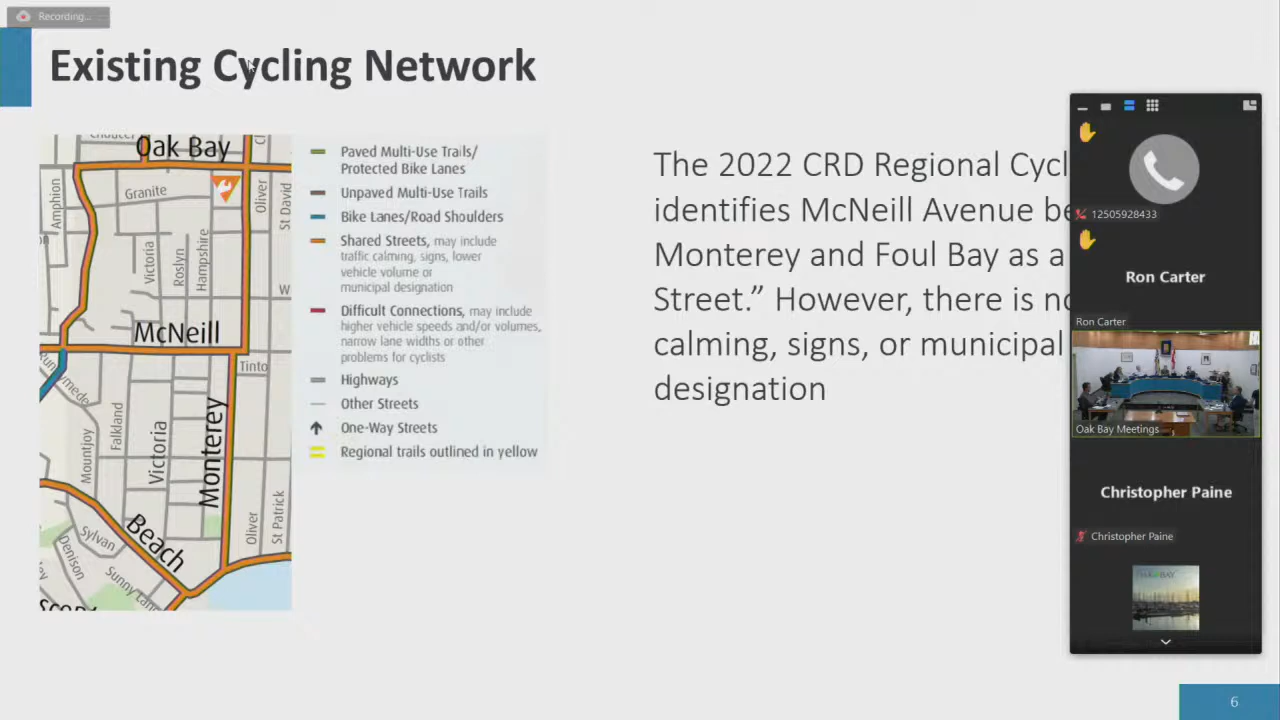 Recording...
Existing Cycling Network
Oak Bay
Granite
Amphion
Oliver
St David
Victoria
Roslyn
Hampshire
McNeill
Tinto
Falkland
Mountjoy
Victoria
Monterey
Beach
Sylvan
Denison
Sunny Lane
Oliver
St Patrick
Paved Multi-Use Trails/
Protected Bike Lanes
Unpaved Multi-Use Trails
Bike Lanes/Road Shoulders
Shared Streets, may include
traffic calming, signs, lower
vehicle volume or
municipal designation
Difficult Connections, may include
higher vehicle speeds and/or volumes,
narrow lane widths or other
problems for cyclists
Highways
Other Streets
One-Way Streets
Regional trails outlined in yellow
The 2022 CRD Regional Cycl
identifies McNeill Avenue be
Monterey and Foul Bay as a
Street.” However, there is no
calming, signs, or municipal
designation
12505928433
Ron Carter
Ron Carter
Oak Bay Meetings
Christopher Paine
Christopher Paine
6